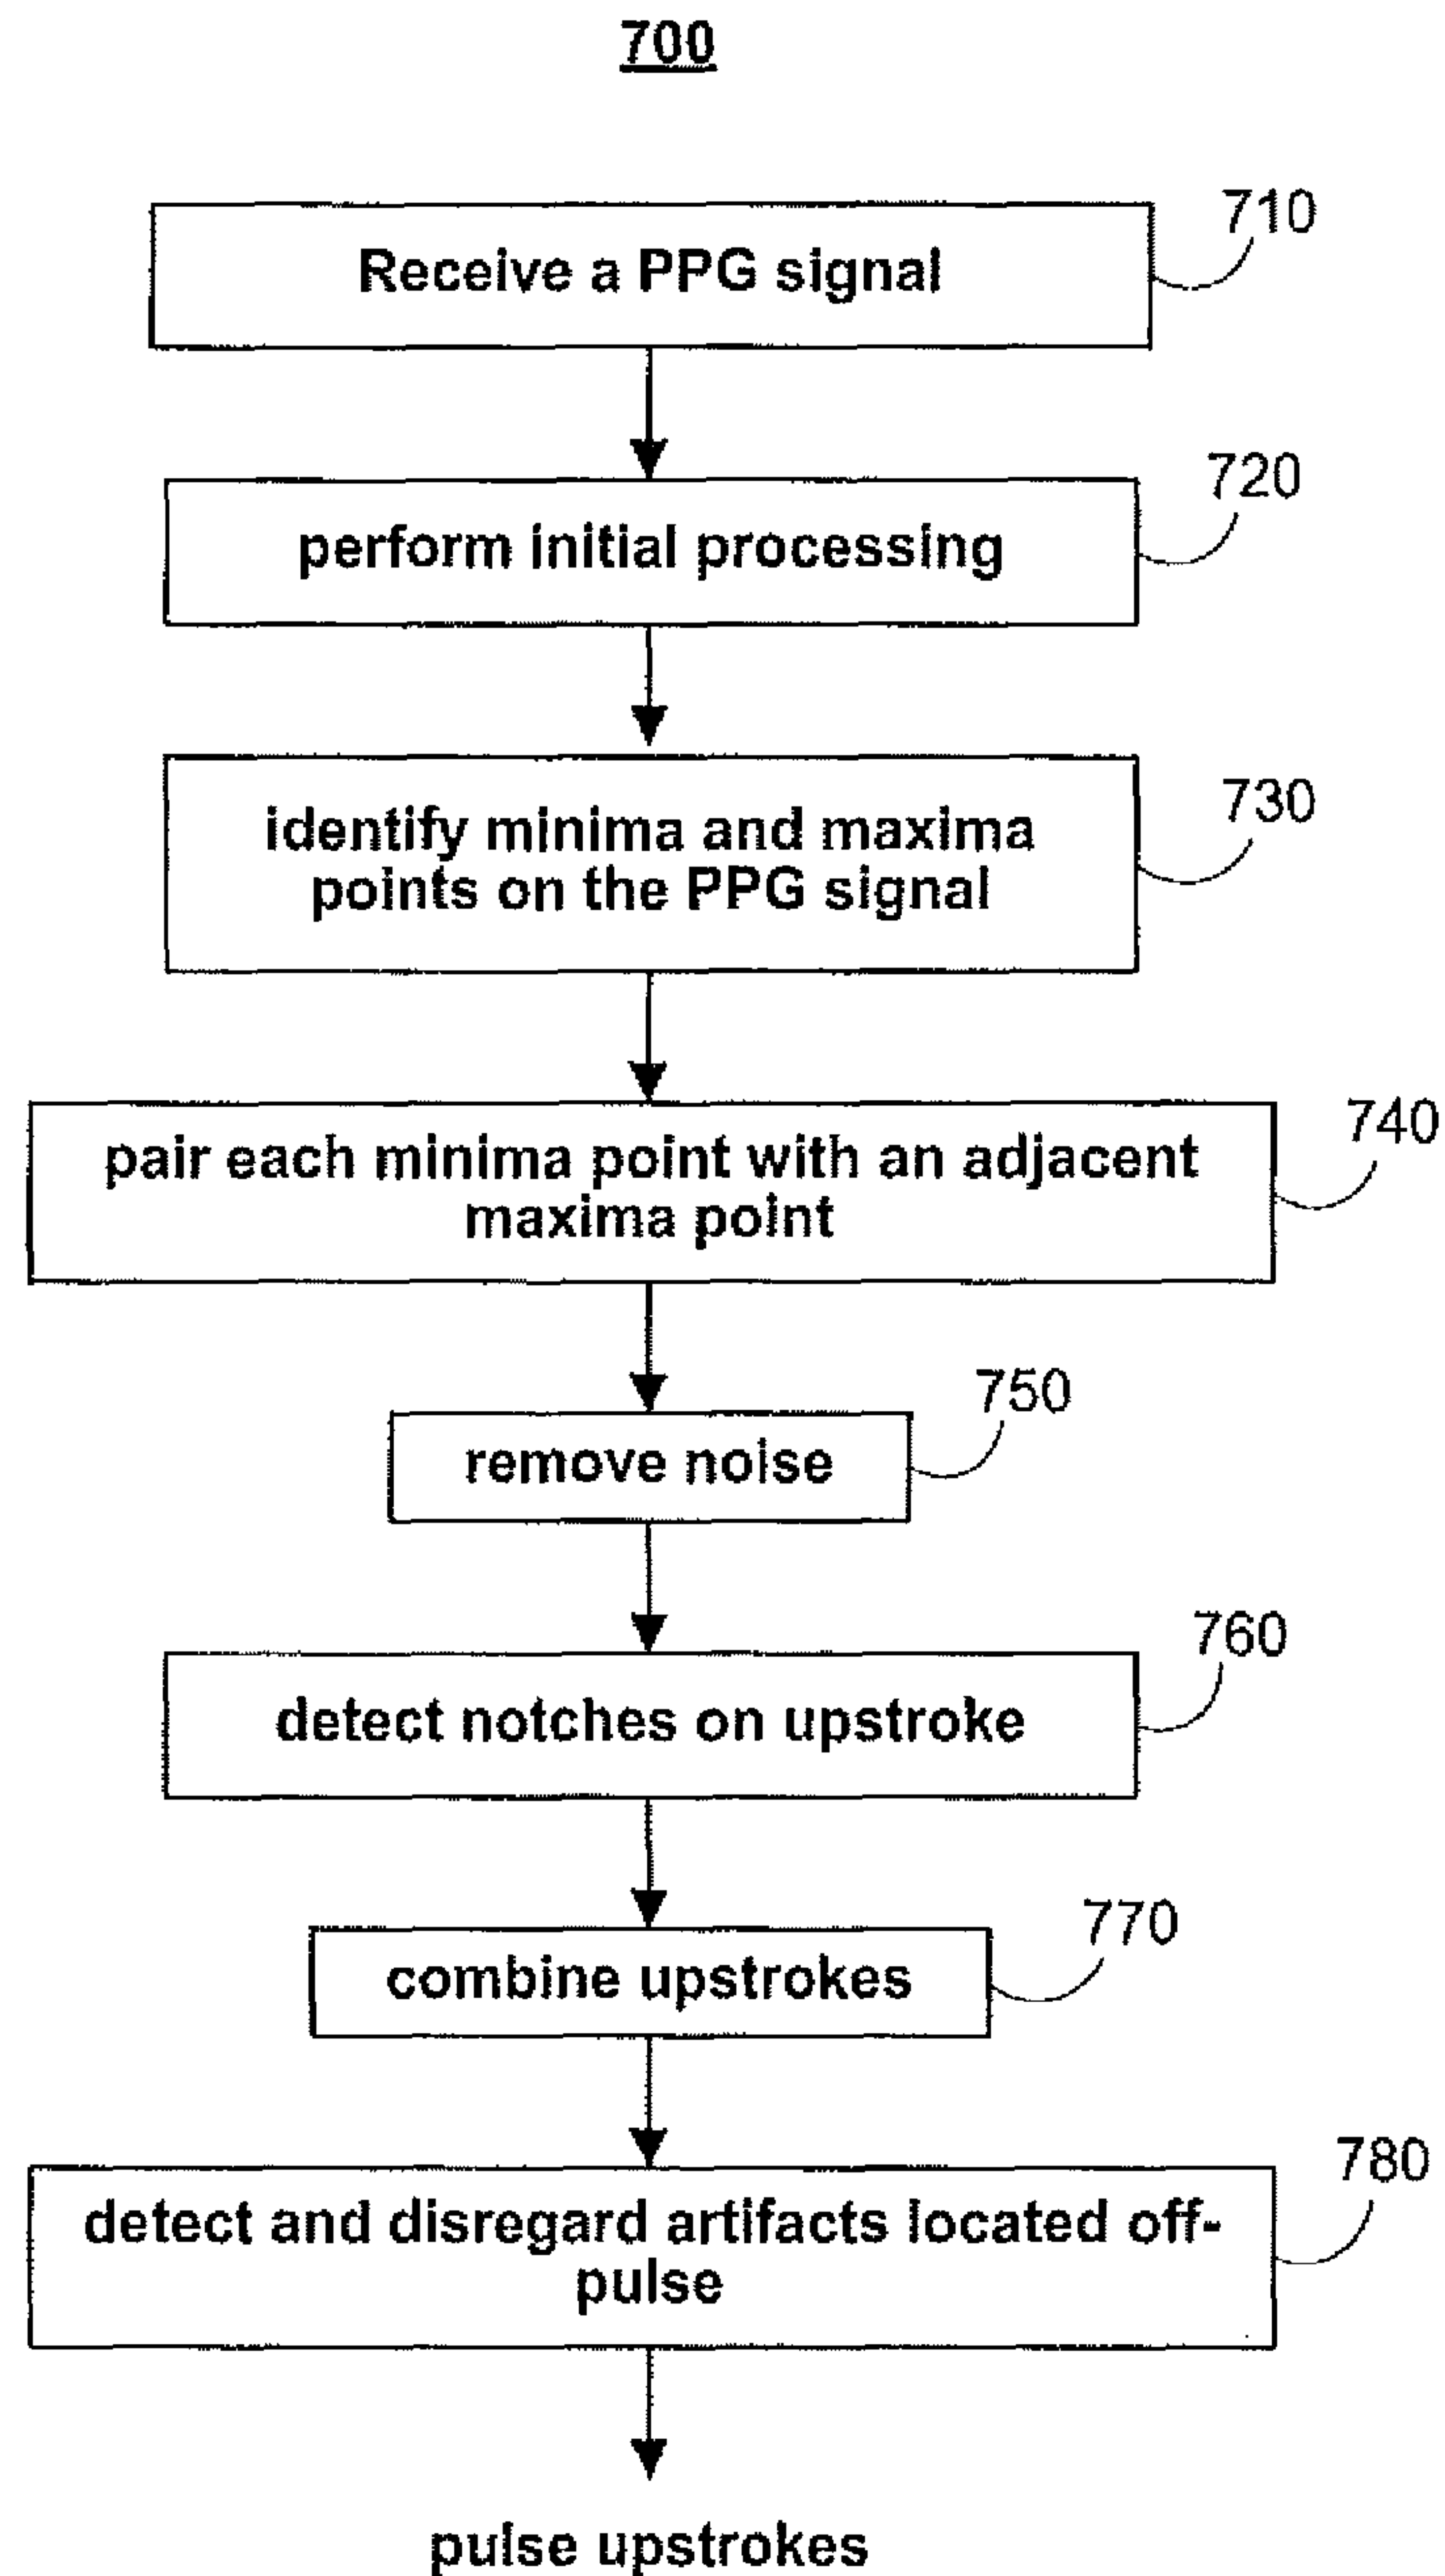 700
Receive a PPG signal
710
perform initial processing
720
identify minima and maxima
points on the PPG signal
730
pair each minima point with an adjacent
maxima point
740
remove noise
750
detect notches on upstroke
760
combine upstrokes
770
detect and disregard artifacts located off-
pulse
780
pulse upstrokes